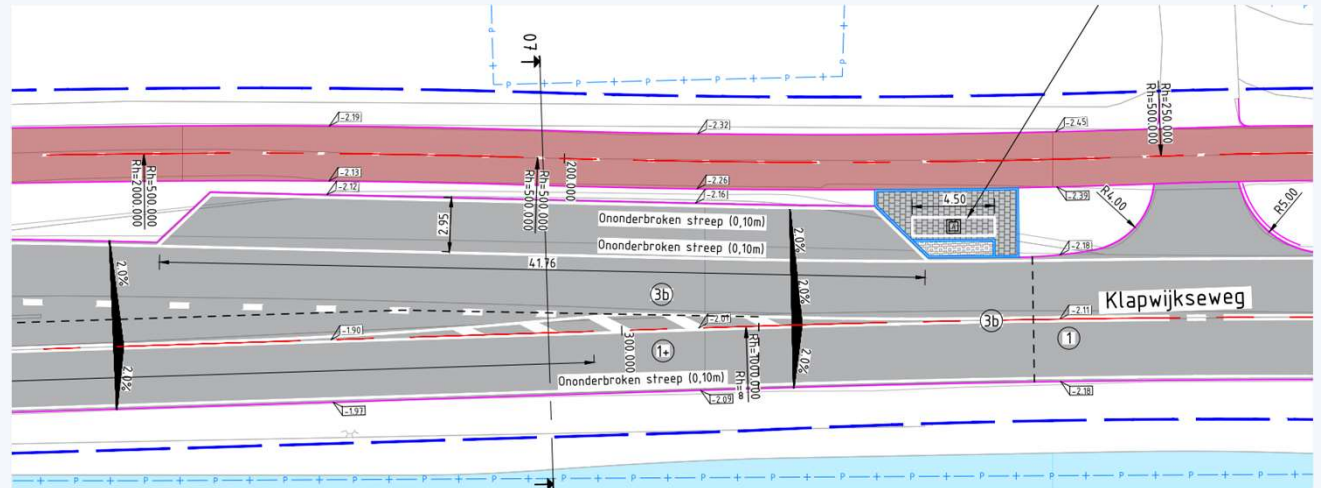 07
P P P P
P P P P
-2.19
-2.32
-2.45
Rh=250.000
Rh=500.000
Rh=500.000
Rh=2000.000
-2.13
-2.12
Rh=500.000
Rh=500.000
200.000
-2.26
-2.16
4.50
-2.39
R4.00
R5.00
2.95
Ononderbroken streep (0,10m)
Ononderbroken streep (0,10m)
2.0%
2.0%
-2.18
41.76
3b
Klapwijkseweg
-1.90
-2.01
3b
-2.11
1
300.000
1+
Rh=1000.000
Rh=∞
2.0%
2.0%
Ononderbroken streep (0,10m)
-1.97
-2.09
-2.18
P P P P P P P P P P P